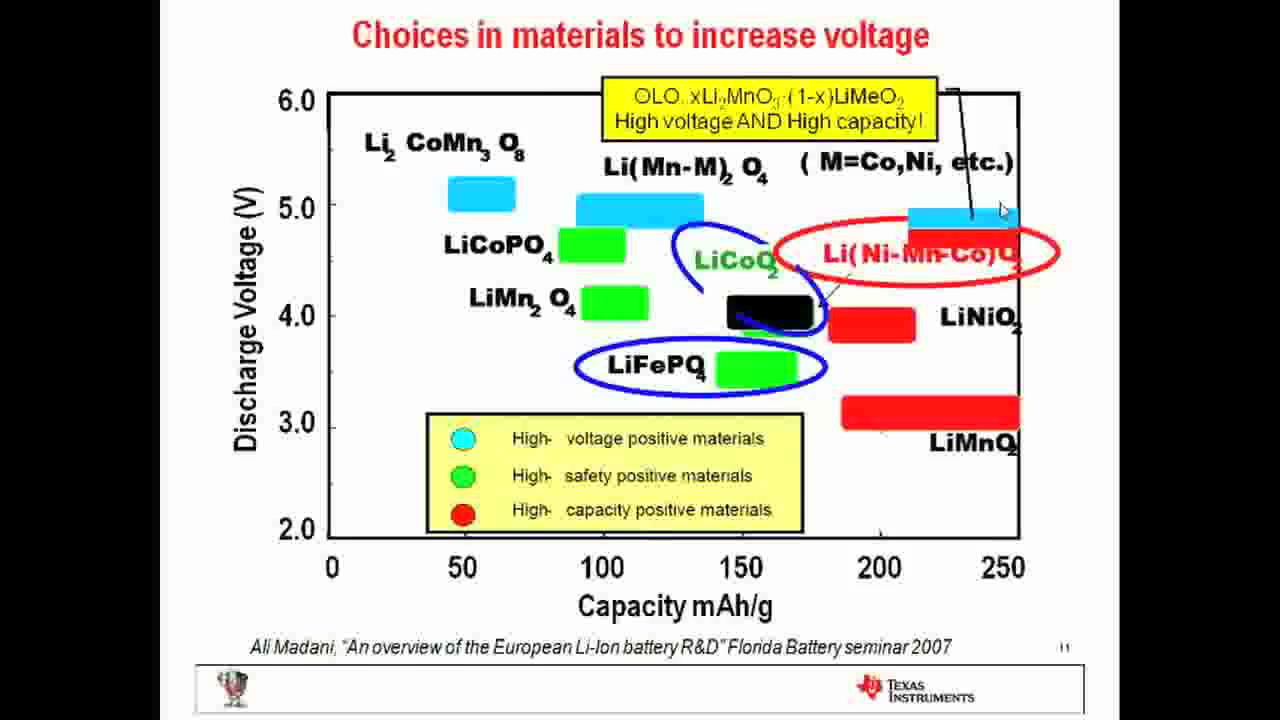 Choices in materials to increase voltage
OLO..xLi2MnO3·(1-x)LiMeO2
High voltage AND High capacity!
6.0
Li2 CoMn3 O8
Li(Mn-M)2 O4
( M=Co,Ni, etc.)
5.0
LiCoPO4
LiCoO2
Li(Ni-Mn-Co)O2
LiMn2 O4
4.0
LiNiO2
LiFePO4
3.0
LiMnO2
High- voltage positive materials
High- safety positive materials
High- capacity positive materials
2.0
Discharge Voltage (V)
0 50 100 150 200 250
Capacity mAh/g
Ali Madani, “An overview of the European Li-Ion battery R&D” Florida Battery seminar 2007
11
TEXAS
INSTRUMENTS